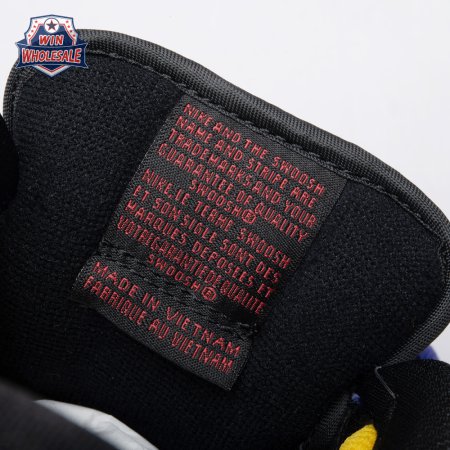 WIN
WHOLESALE
NIKE AND THE SWOOSH
NAME AND STRIPE ARE
TRADEMARKS AND YOUR
GUARANTEE OF QUALITY
SWOOSH®
NIKE.LE TERME SWOOSH
ET SON SIGLE SONT DES
MARQUES DEPOSEES ET
VOTREGARANTIEDEQUALITE
SWOOSH®
MADE IN VIETNAM
FABRIQUE AU VIETNAM